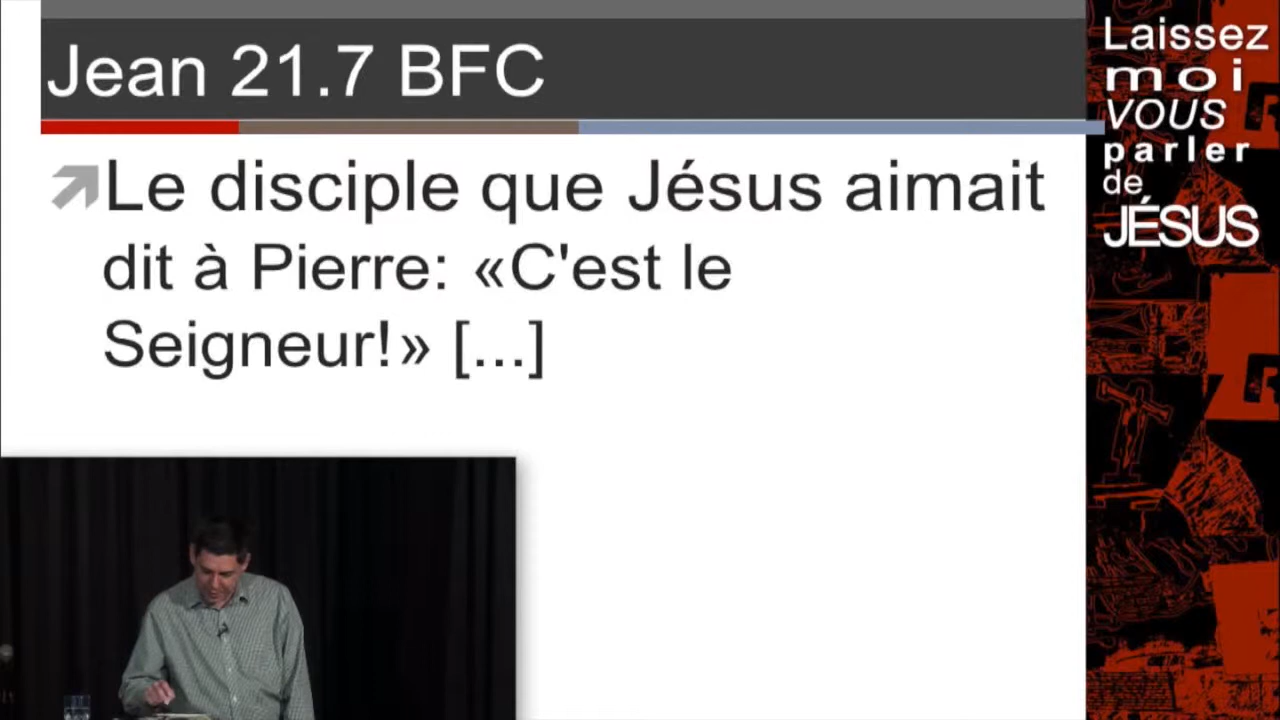 Jean 21.7 BFC
Le disciple que Jésus aimait
dit à Pierre: «C'est le
Seigneur!» [...]
Laissez
moi
VOUS
parler
de
JÉSUS